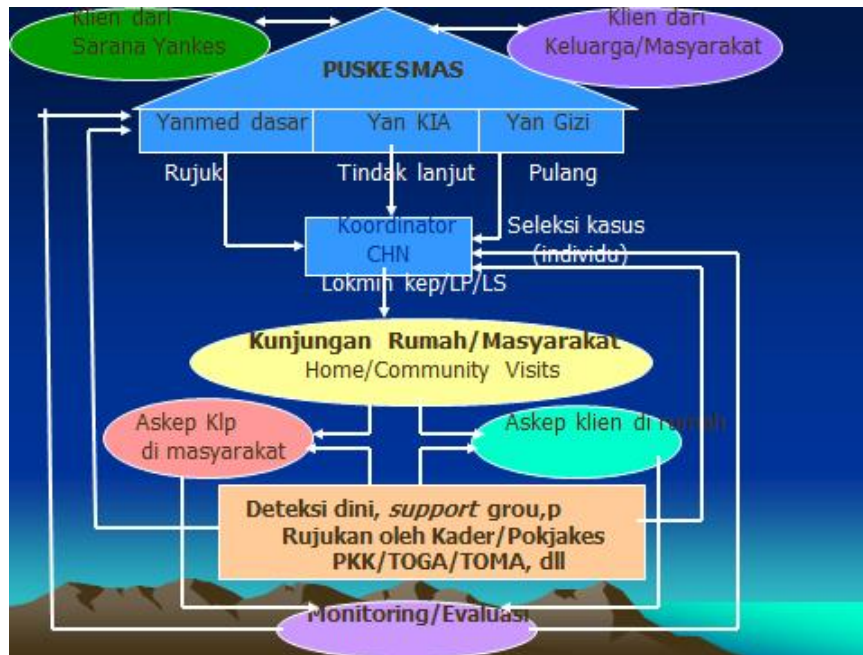 Klien dari
Sarana Yankes
Klien dari
Keluarga/Masyarakat
PUSKESMAS
Yanmed dasar
Yan KIA
Yan Gizi
Rujuk
Tindak lanjut
Pulang
Koordinator
CHN
Seleksi kasus
(individu)
Lokmin kep/LP/LS
Kunjungan Rumah/Masyarakat
Home/Community Visits
Askep Klp
di masyarakat
Askep klien di rumah
Deteksi dini, support grou,p
Rujukan oleh Kader/Pokjakes
PKK/TOGA/TOMA, dll
Monitoring/Evaluasi